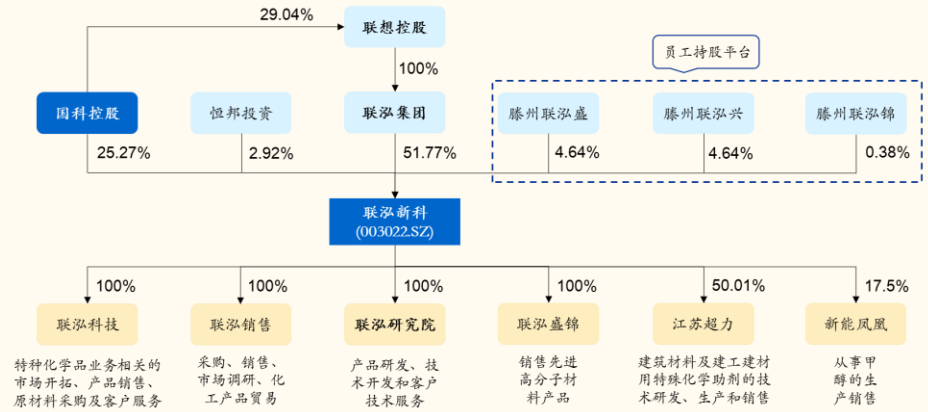 29.04%
联想控股
员工持股平台
100%
国科控股
恒邦投资
联泓集团
滕州联泓盛
滕州联泓兴
滕州联泓锦
25.27%
2.92%
51.77%
4.64%
4.64%
0.38%
联泓新科
(003022.SZ)
100%
100%
100%
100%
50.01%
17.5%
联泓科技
联泓销售
联泓研究院
联泓盛锦
江苏超力
新能凤凰
特种化学品业务相关的
市场开拓、产品销售、
原材料采购及客户服务
采购、销售、
市场调研、化
工产品贸易
产品研发、技
术开发和客户
技术服务
销售先进
高分子材
料产品
建筑材料及建工建材
用特殊化学助剂的技
术研发、生产和销售
从事甲
醇的生
产销售